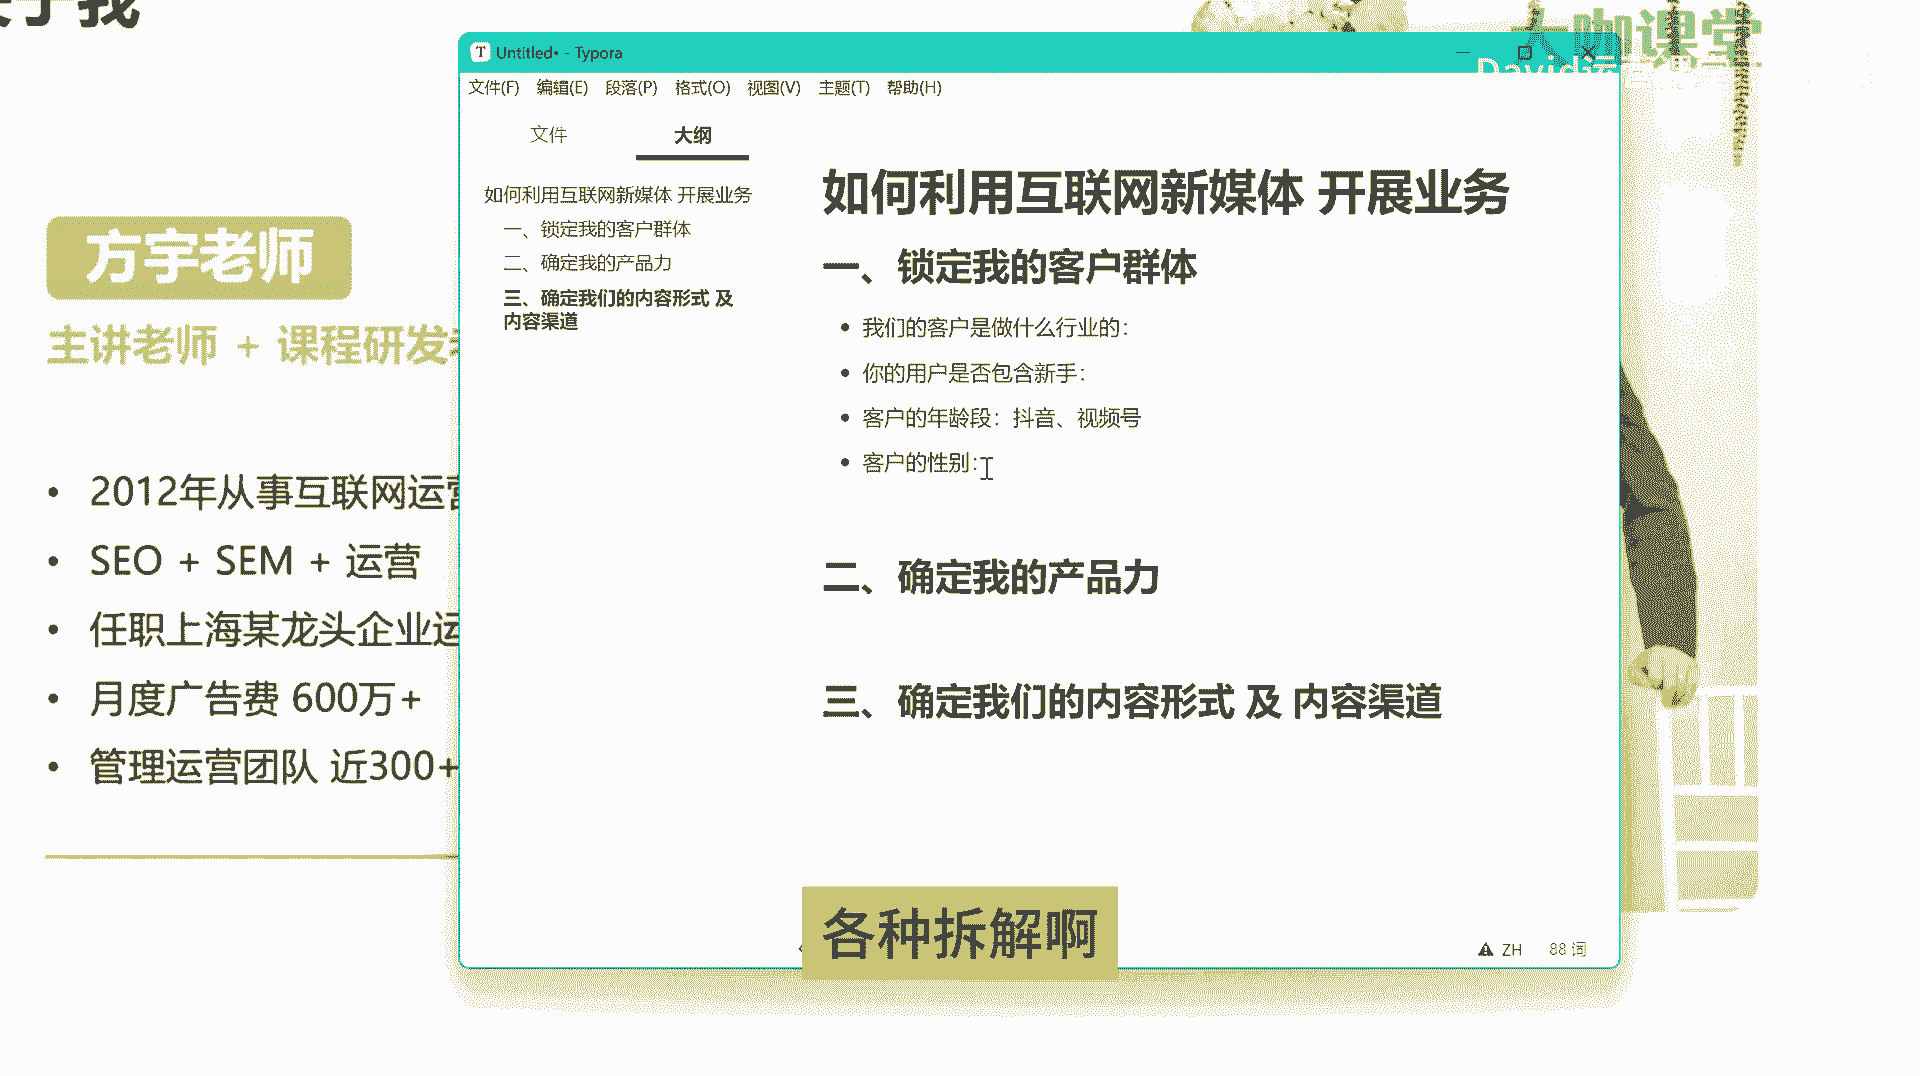 我
大咖课堂
方宇老师
主讲老师 + 课程研发
• 2012年从事互联网运营
• SEO + SEM + 运营
• 任职上海某龙头企业运
• 月度广告费 600万+
• 管理运营团队 近300+
Untitled• - Typora
文件(F) 编辑(E) 段落(P) 格式(O) 视图(V) 主题(T) 帮助(H)
文件 大纲
如何利用互联网新媒体 开展业务
一、锁定我的客户群体
二、确定我的产品力
三、确定我们的内容形式 及
内容渠道
如何利用互联网新媒体 开展业务
一、锁定我的客户群体
• 我们的客户是做什么行业的:
• 你的用户是否包含新手:
• 客户的年龄段：抖音、视频号
• 客户的性别:
二、确定我的产品力
三、确定我们的内容形式 及 内容渠道
各种拆解啊
ZH 88 词